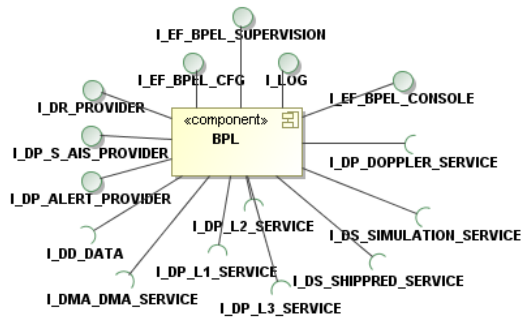 I_EF_BPEL_SUPERVISION
I_EF_BPEL_CFG
I_LOG
I_DR_PROVIDER
I_EF_BPEL_CONSOLE
«component»
BPL
I_DP_S_AIS_PROVIDER
I_DP_DOPPLER_SERVICE
I_DP_ALERT_PROVIDER
I_DP_L2_SERVICE
I_DS_SIMULATION_SERVICE
I_DD_DATA
I_DP_L1_SERVICE
I_DS_SHIPPRED_SERVICE
I_DMA_DMA_SERVICE
I_DP_L3_SERVICE